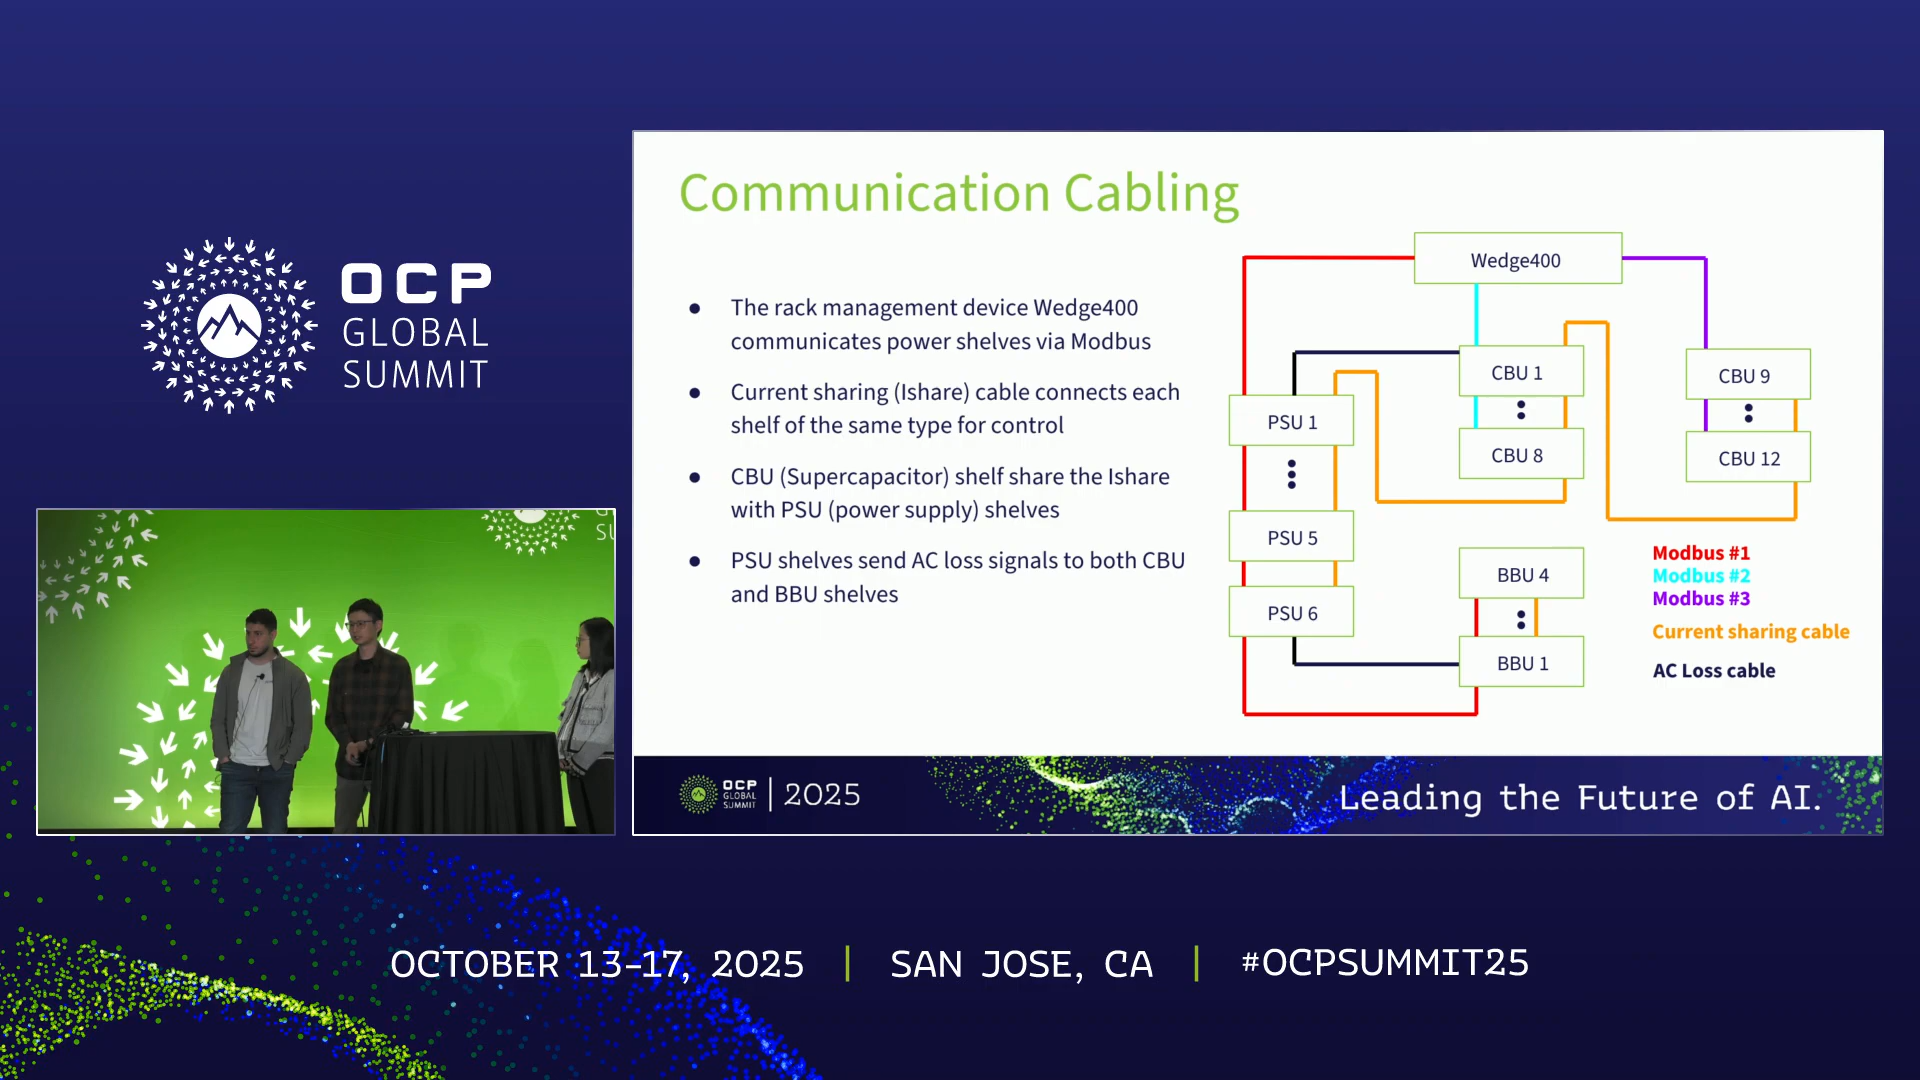 OCP
GLOBAL
SUMMIT
Communication Cabling
● The rack management device Wedge400
communicates power shelves via Modbus
● Current sharing (Ishare) cable connects each
shelf of the same type for control
● CBU (Supercapacitor) shelf share the Ishare
with PSU (power supply) shelves
● PSU shelves send AC loss signals to both CBU
and BBU shelves
Wedge400
CBU 1
CBU 9
PSU 1
CBU 8
CBU 12
PSU 5
BBU 4
PSU 6
BBU 1
Modbus #1
Modbus #2
Modbus #3
Current sharing cable
AC Loss cable
OCP
GLOBAL
SUMMIT
2025
Leading the Future of AI.
OCTOBER 13-17, 2025 | SAN JOSE, CA | #OCPSUMMIT25